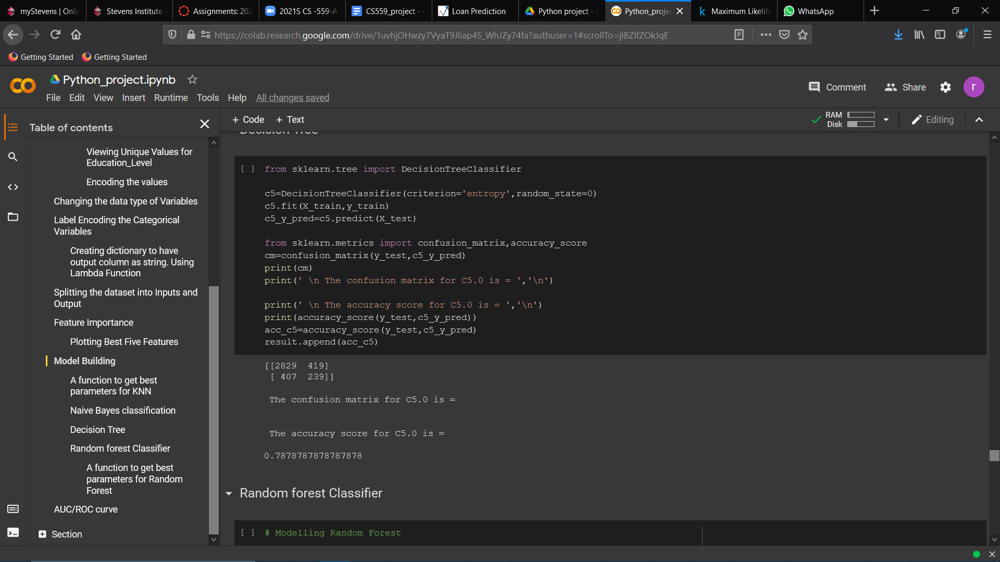 myStevens | Onli
Stevens Institute
Assignments: 202
2021S CS -559-A
CS559_project -
Loan Prediction
Python project -
Python_proje
Maximum Likelih
WhatsApp
https://colab.research.google.com/drive/1uvhjOHwzy7VyaT9Jliap45_WhJZy74fa?authuser=1#scrollTo=jIBZlfZOkJqE
Getting Started
Getting Started
Python_project.ipynb
Comment
Share
r
File Edit View Insert Runtime Tools Help All changes saved
Table of contents
+ Code + Text
RAM
Disk
Editing
Viewing Unique Values for
Education_Level
Encoding the values
Changing the data type of Variables
Label Encoding the Categorical
Variables
Creating dictionary to have
output column as string. Using
Lambda Function
Splitting the dataset into Inputs and
Output
Feature Importance
Plotting Best Five Features
Model Building
A function to get best
parameters for KNN
Naive Bayes classification
Decision Tree
Random forest Classifier
A function to get best
parameters for Random
Forest
AUC/ROC curve
Section
Decision Tree
[ ] from sklearn.tree import DecisionTreeClassifier
c5=DecisionTreeClassifier(criterion='entropy',random_state=0)
c5.fit(X_train,y_train)
c5_y_pred=c5.predict(X_test)
from sklearn.metrics import confusion_matrix,accuracy_score
cm=confusion_matrix(y_test,c5_y_pred)
print(cm)
print(' \n The confusion matrix for C5.0 is = ','\n')
print(' \n The accuracy score for C5.0 is = ','\n')
print(accuracy_score(y_test,c5_y_pred))
acc_c5=accuracy_score(y_test,c5_y_pred)
result.append(acc_c5)
[[2829 419]
[ 407 239]]
The confusion matrix for C5.0 is =
The accuracy score for C5.0 is =
0.7878787878787878
Random forest Classifier
[ ] # Modelling Random Forest